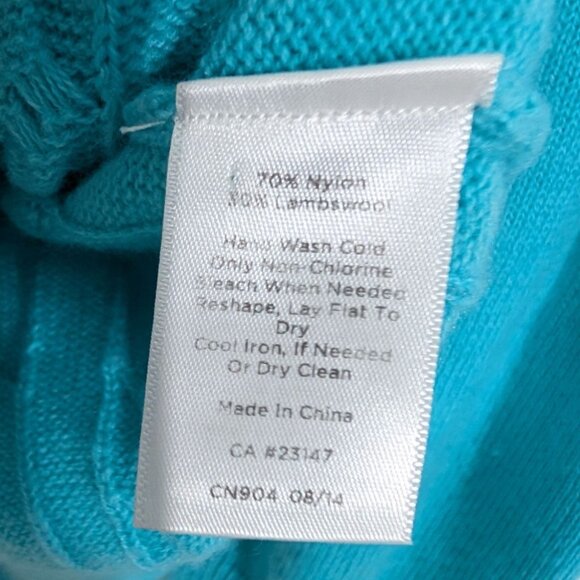 70% Nylon
30% Lambswool
Hand Wash Cold
Only Non-Chlorine
Bleach When Needed
Reshape, Lay Flat To
Dry
Cool Iron, If Needed
Or Dry Clean
Made In China
CA #23147
CN904 08/14